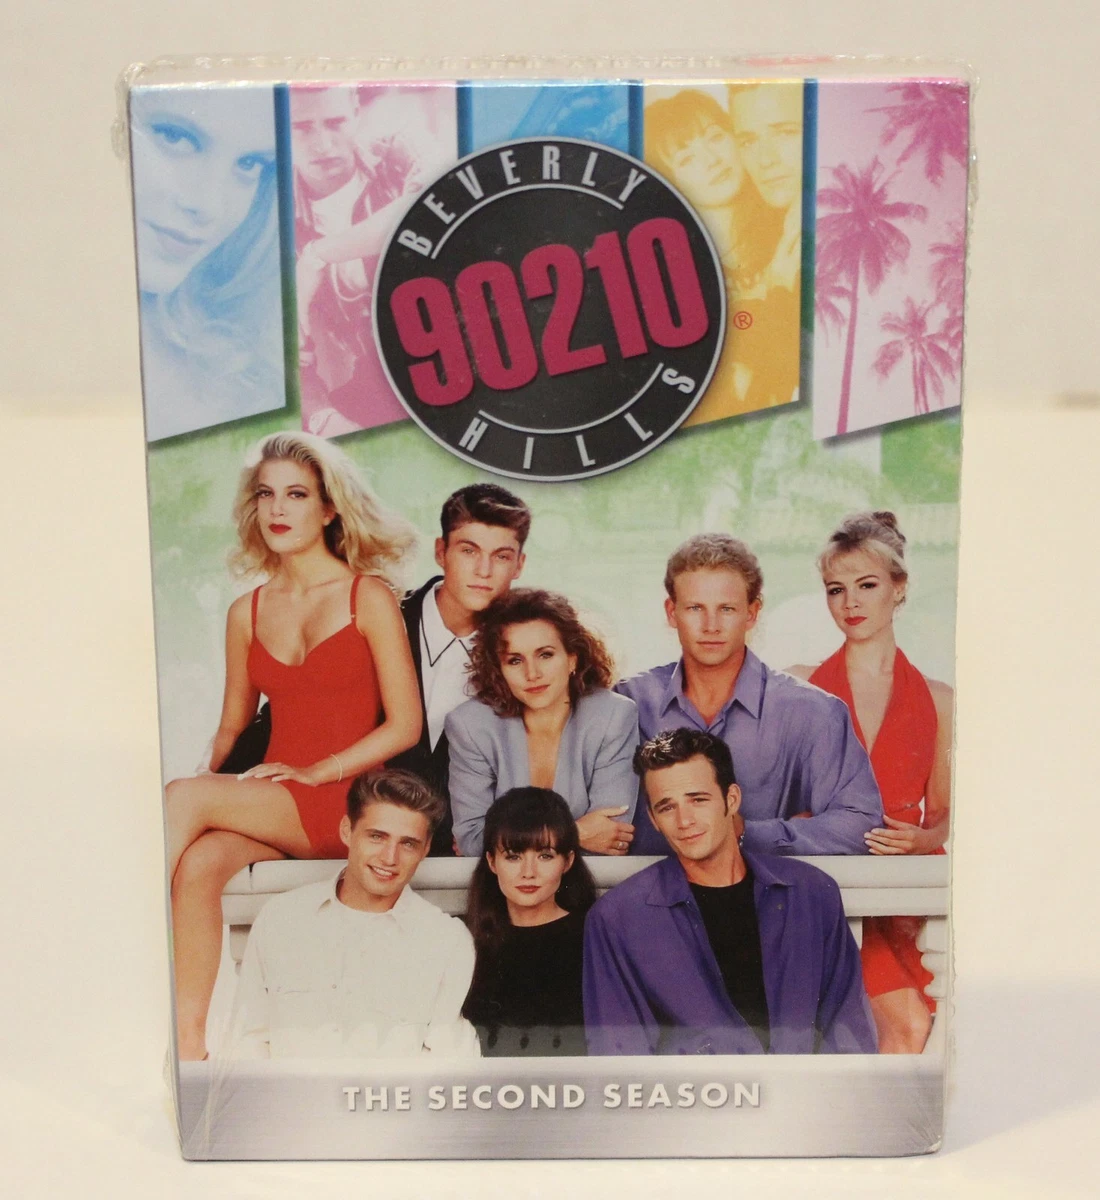 BEVERLY
90210
®
HILLS
THE SECOND SEASON